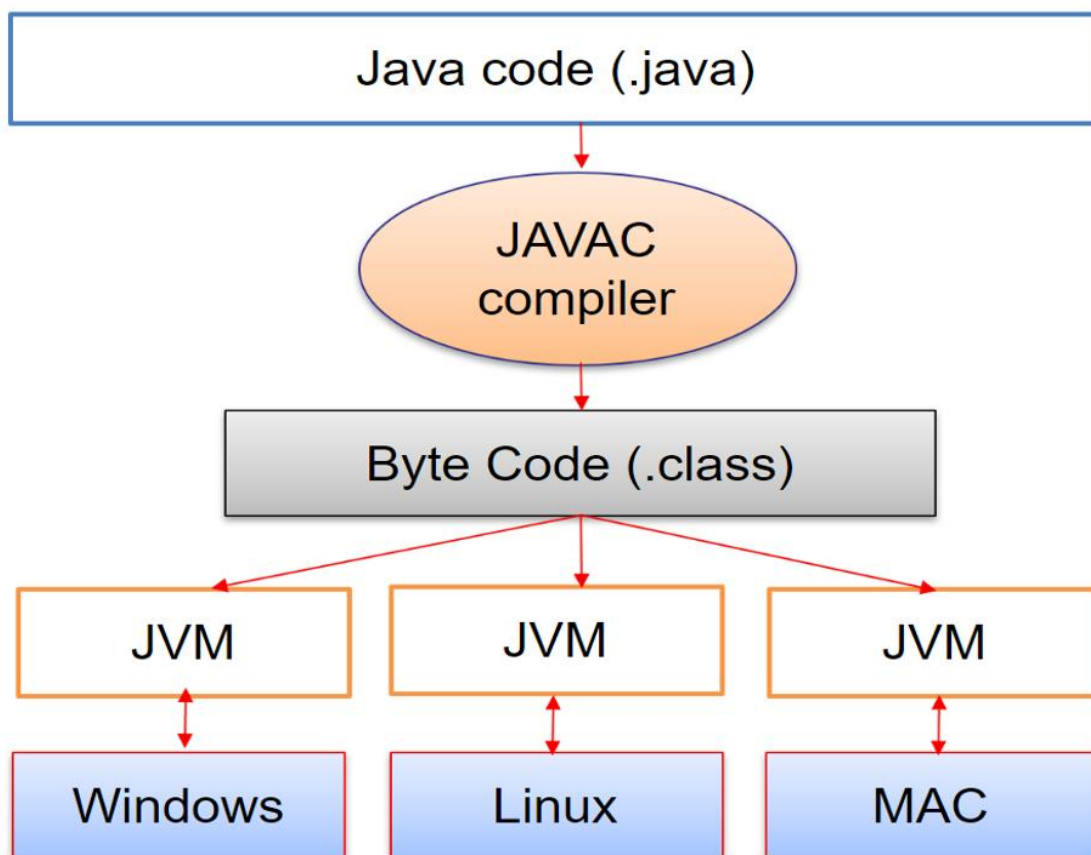 Java code (.java)
JAVAC
compiler
Byte Code (.class)
JVM
JVM
JVM
Windows
Linux
MAC